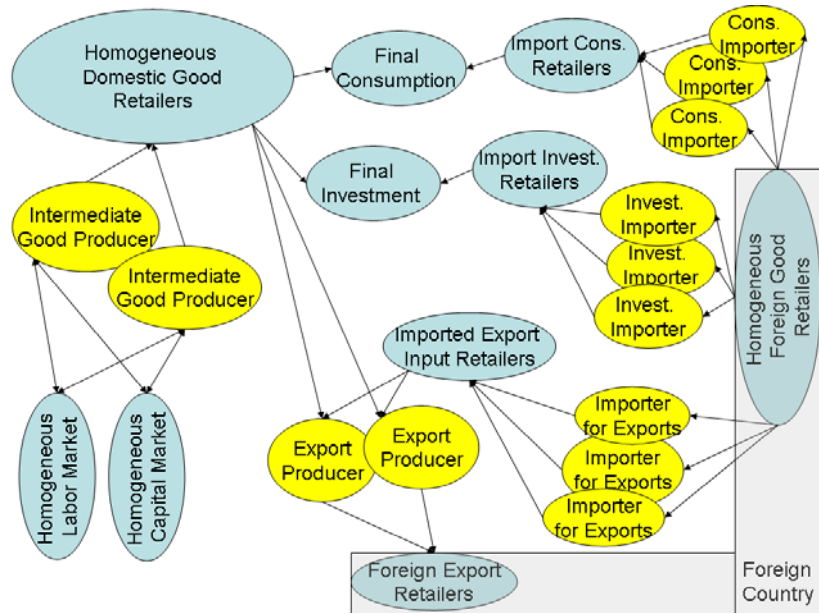 Homogeneous
Domestic Good
Retailers
Final
Consumption
Import Cons.
Retailers
Cons.
Importer
Cons.
Importer
Cons.
Importer
Final
Investment
Import Invest.
Retailers
Intermediate
Good Producer
Intermediate
Good Producer
Invest.
Importer
Invest.
Importer
Invest.
Importer
Homogeneous
Foreign Good
Retailers
Imported Export
Input Retailers
Homogeneous
Labor Market
Homogeneous
Capital Market
Export
Producer
Export
Producer
Importer
for Exports
Importer
for Exports
Importer
for Exports
Foreign Export
Retailers
Foreign
Country